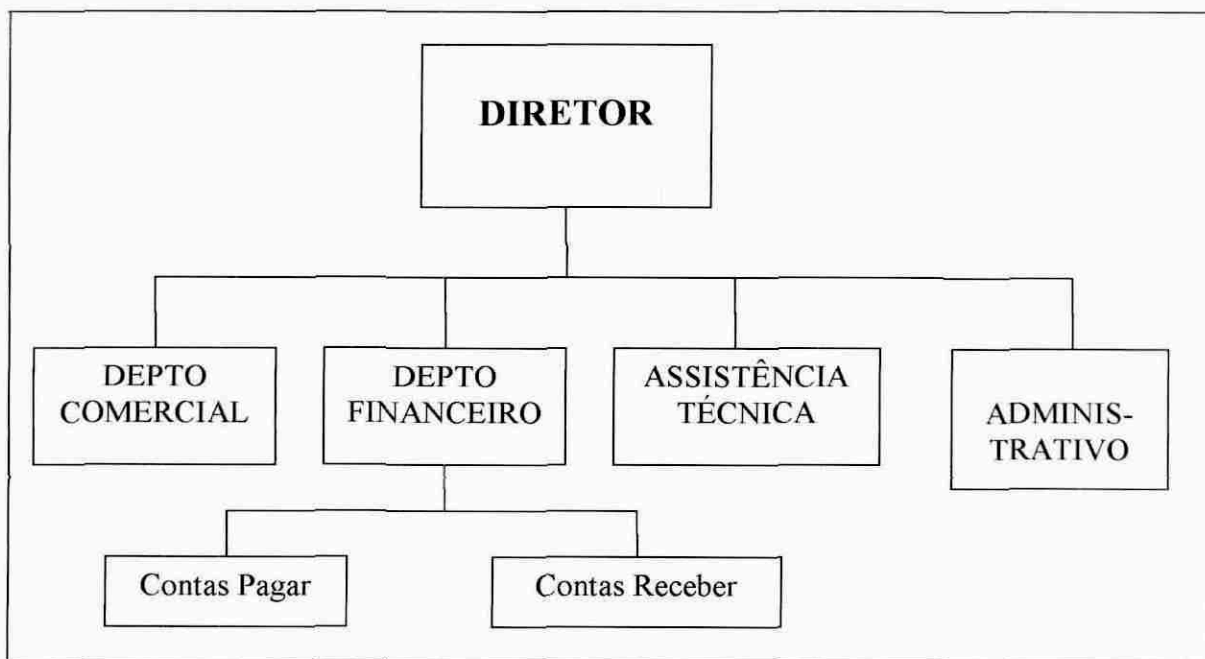 DIRETOR
DEPTO
COMERCIAL
DEPTO
FINANCEIRO
ASSISTÊNCIA
TÉCNICA
ADMINIS-
TRATIVO
Contas Pagar
Contas Receber